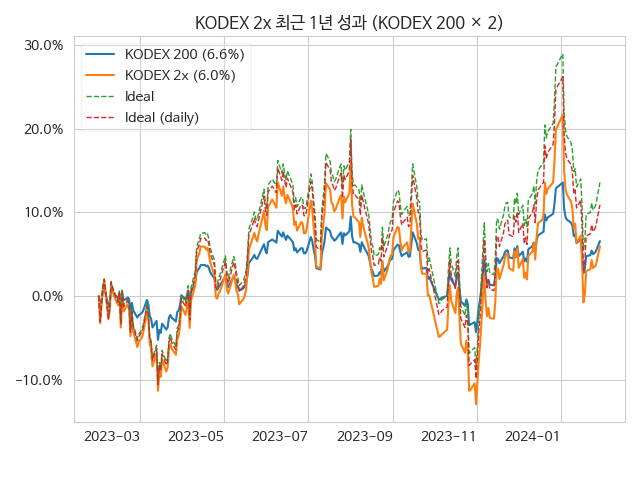 KODEX 2x 최근 1년 성과 (KODEX 200 × 2)
30.0%
20.0%
10.0%
0.0%
−10.0%
KODEX 200 (6.6%)
KODEX 2x (6.0%)
Ideal
Ideal (daily)
2023−03
2023−05
2023−07
2023−09
2023−11
2024−01